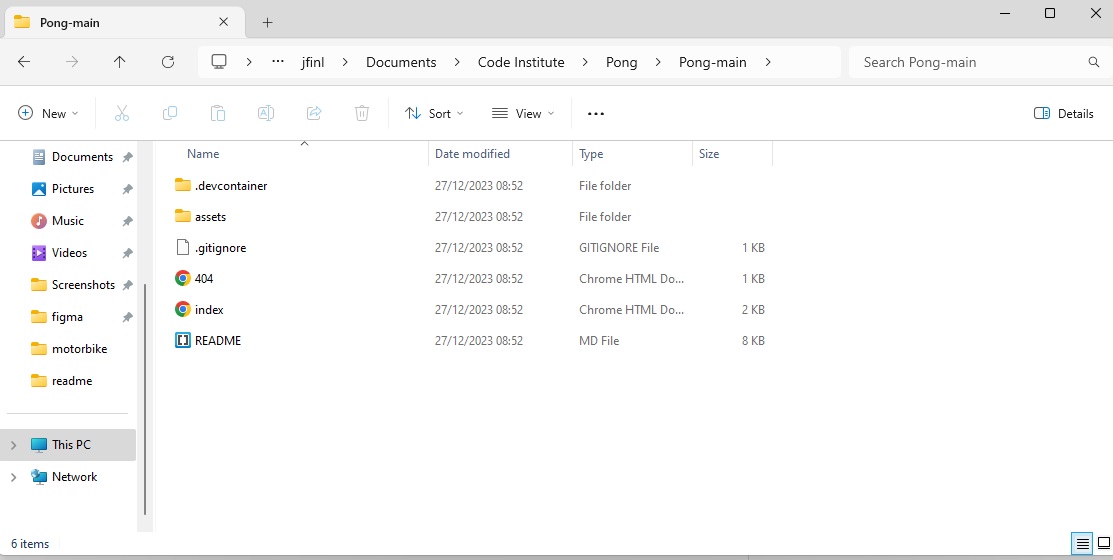 Pong-main
jfinl Documents Code Institute Pong Pong-main Search Pong-main
New Sort View Details
Name Date modified Type Size
Documents
Pictures
Music
Videos
Screenshots
figma
motorbike
readme
This PC
Network
.devcontainer 27/12/2023 08:52 File folder
assets 27/12/2023 08:52 File folder
.gitignore 27/12/2023 08:52 GITIGNORE File 1 KB
404 27/12/2023 08:52 Chrome HTML Do... 1 KB
index 27/12/2023 08:52 Chrome HTML Do... 2 KB
README 27/12/2023 08:52 MD File 8 KB
6 items